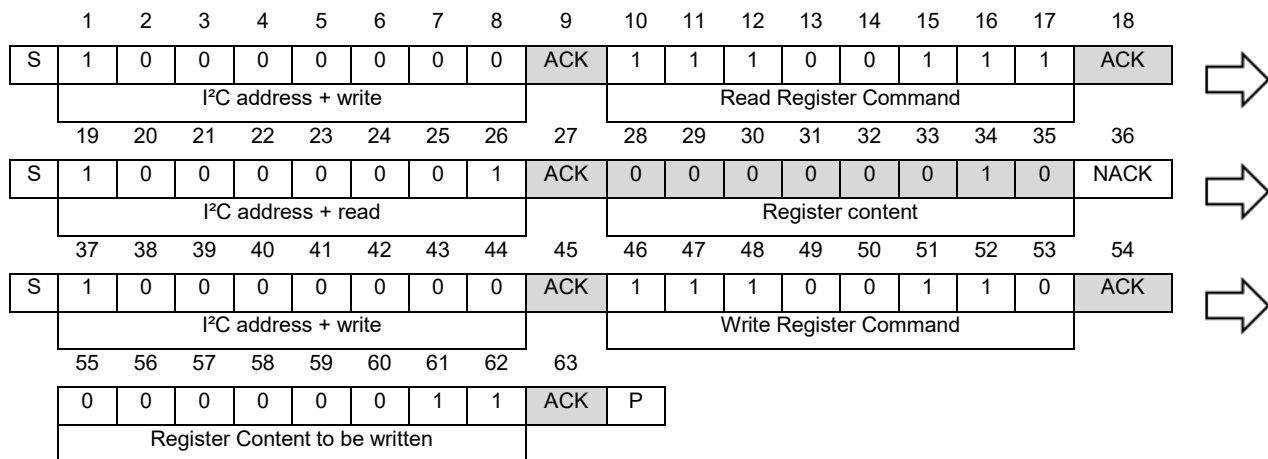 1 2 3 4 5 6 7 8 9 10 11 12 13 14 15 16 17 18
S 1 0 0 0 0 0 0 0 ACK 1 1 1 0 0 1 1 1 ACK
I²C address + write Read Register Command
19 20 21 22 23 24 25 26 27 28 29 30 31 32 33 34 35 36
S 1 0 0 0 0 0 0 1 ACK 0 0 0 0 0 0 1 0 NACK
I²C address + read Register content
37 38 39 40 41 42 43 44 45 46 47 48 49 50 51 52 53 54
S 1 0 0 0 0 0 0 0 ACK 1 1 1 0 0 1 1 0 ACK
I²C address + write Write Register Command
55 56 57 58 59 60 61 62 63
0 0 0 0 0 0 1 1 ACK P
Register Content to be written